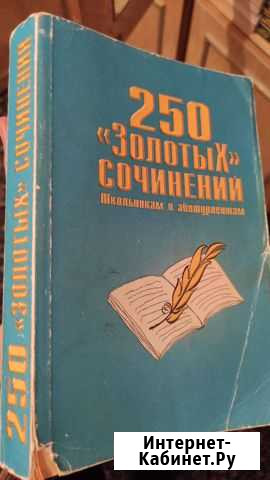 250
«ЗОЛОТЫХ»
СОЧИНЕНИЙ
Школьникам и абитуриентам
250 «ЗОЛОТЫХ» СОЧИНЕНИЙ
Интернет-
Кабинет.Ру